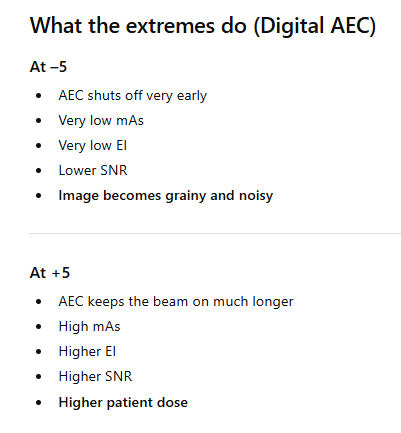 What the extremes do (Digital AEC)
At –5
• AEC shuts off very early
• Very low mAs
• Very low EI
• Lower SNR
• Image becomes grainy and noisy
At +5
• AEC keeps the beam on much longer
• High mAs
• Higher EI
• Higher SNR
• Higher patient dose